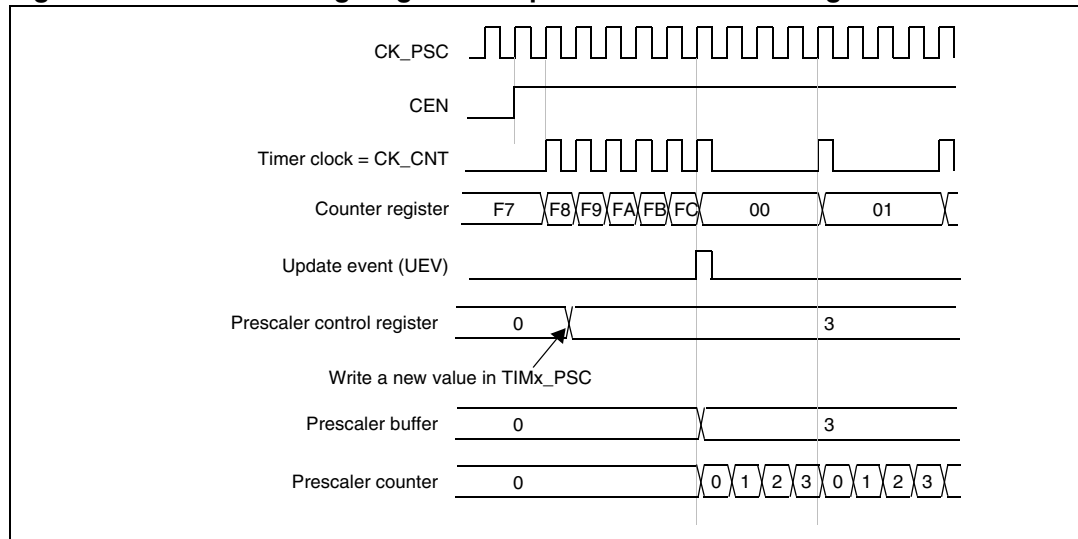 CK_PSC
CEN
Timer clock = CK_CNT
Counter register F7 F8 F9 FA FB FC 00 01
Update event (UEV)
Prescaler control register 0 3
Write a new value in TIMx_PSC
Prescaler buffer 0 3
Prescaler counter 0 0 1 2 3 0 1 2 3